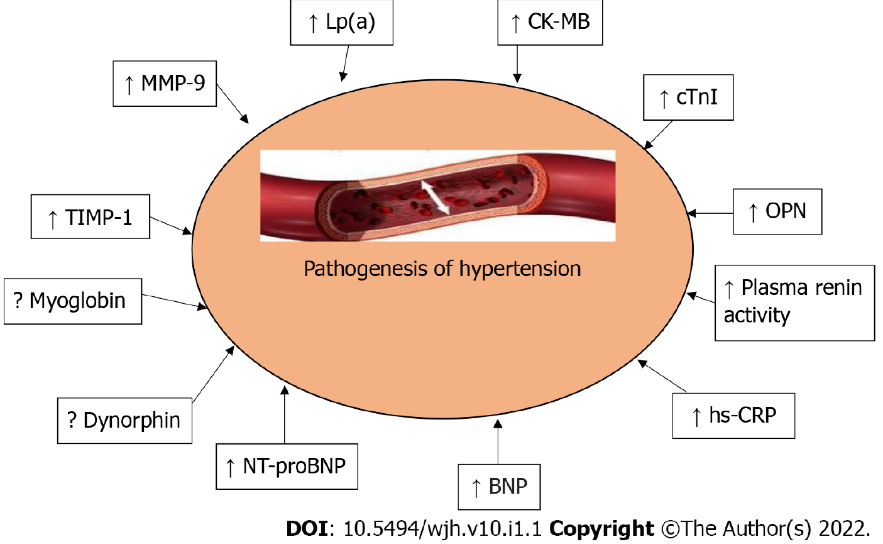 ↑ Lp(a)
↑ CK-MB
↑ MMP-9
↑ cTnI
↑ TIMP-1
↑ OPN
Pathogenesis of hypertension
? Myoglobin
↑ Plasma renin
activity
? Dynorphin
↑ hs-CRP
↑ NT-proBNP
↑ BNP
DOI: 10.5494/wjh.v10.i1.1 Copyright ©The Author(s) 2022.